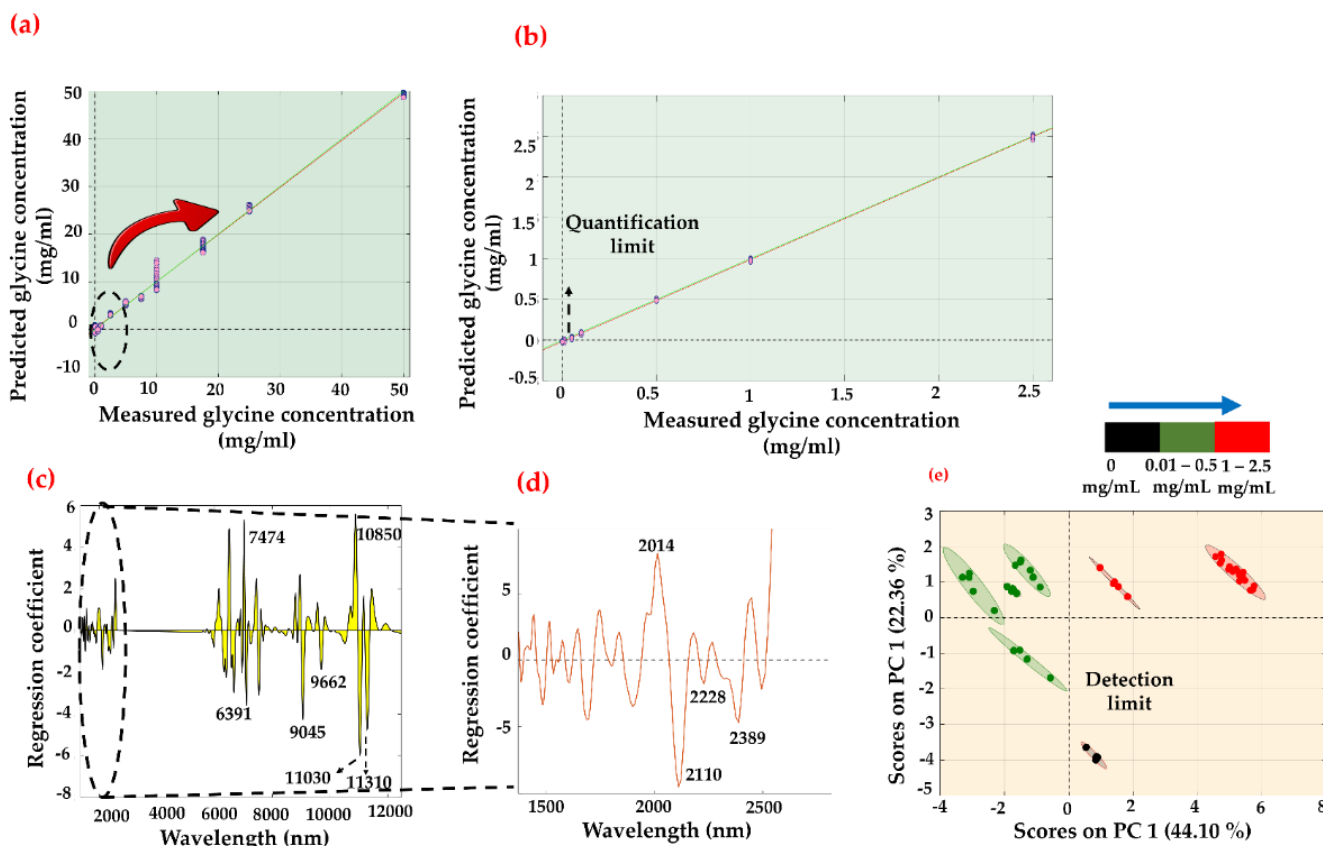 (a)
Predicted glycine concentration
(mg/ml)
50
40
30
20
10
0
-10
0 10 20 30 40 50
Measured glycine concentration
(mg/ml)
(b)
Predicted glycine concentration
(mg/ml)
2.5
2
1.5
1
0.5
0
-0.5
Quantification
limit
0 0.5 1 1.5 2 2.5
Measured glycine concentration
(mg/ml)
0
mg/mL
0.01 – 0.5
mg/mL
1 – 2.5
mg/mL
(c)
Regression coefficient
6
4
2
0
-2
-4
-6
-8
7474
10850
6391
9045
9662
11030
11310
2000 4000 6000 8000 10000 12000
Wavelength (nm)
(d)
Regression coefficient
5
0
-5
2014
2228
2110
2389
1500 2000 2500
Wavelength (nm)
(e)
Scores on PC 1 (22.36 %)
3
2
1
0
-1
-2
-3
-4
-5
Detection
limit
-4 -2 0 2 4 6 8
Scores on PC 1 (44.10 %)